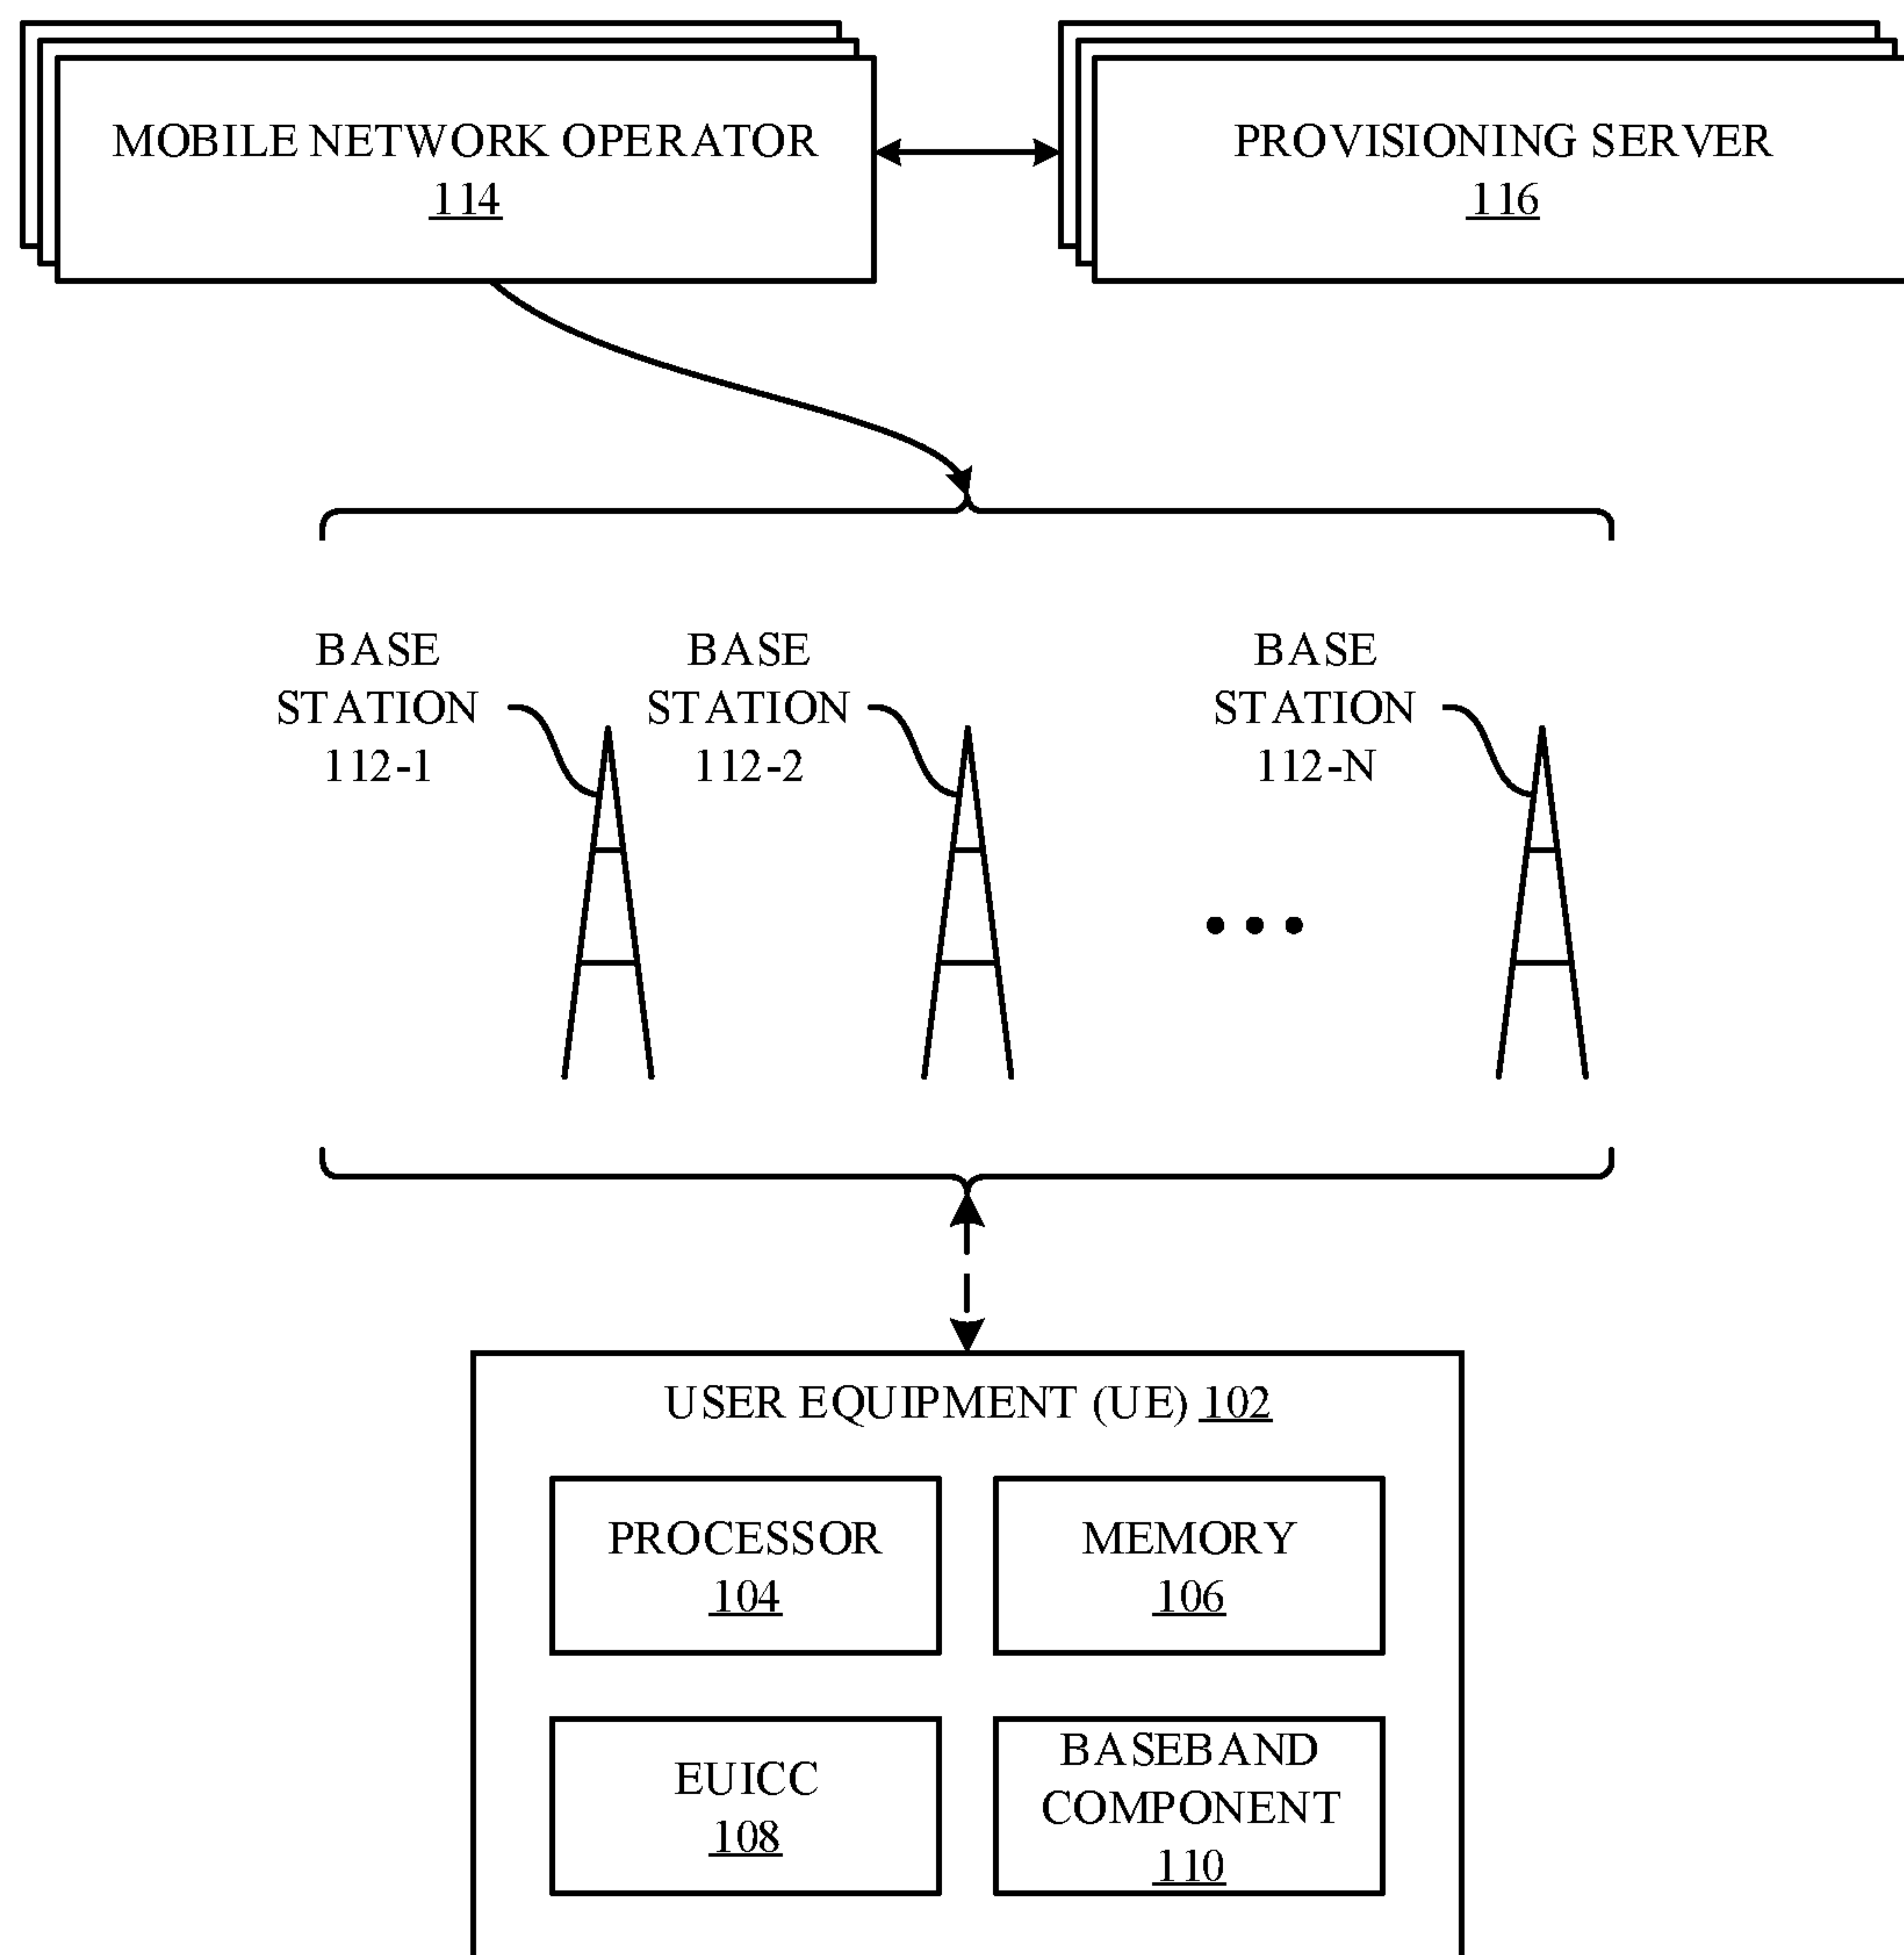 MOBILE NETWORK OPERATOR
114
PROVISIONING SERVER
116
BASE
STATION
112-1
BASE
STATION
112-2
BASE
STATION
112-N
USER EQUIPMENT (UE) 102
PROCESSOR
104
MEMORY
106
EUICC
108
BASEBAND
COMPONENT
110